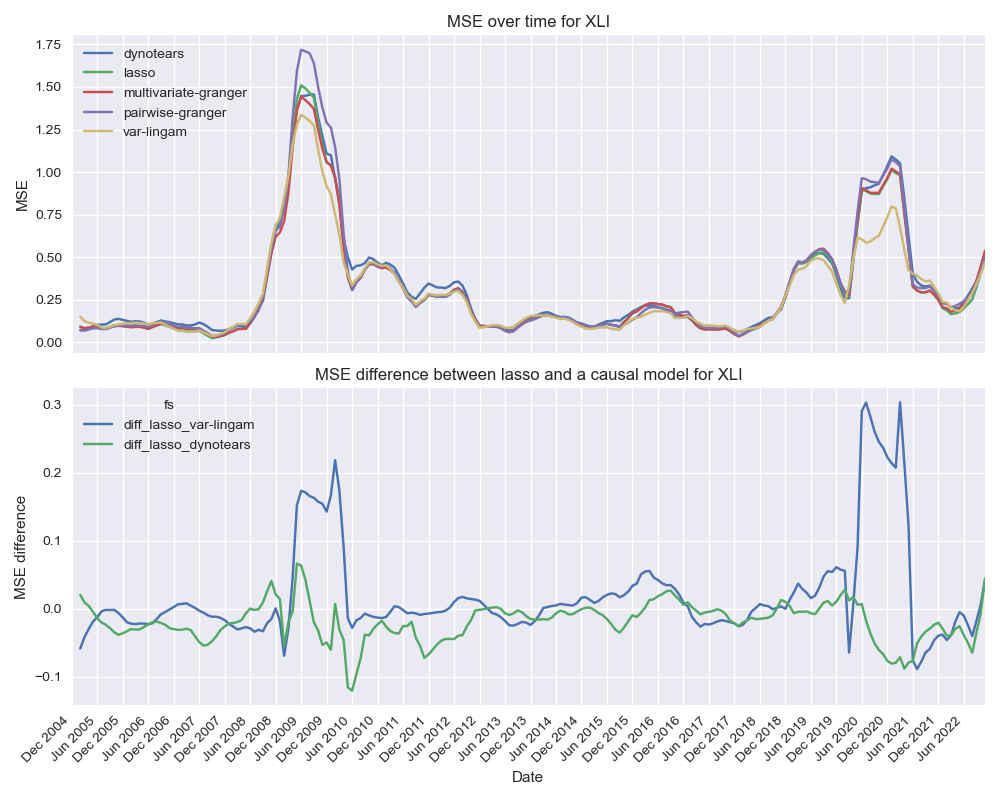 MSE over time for XLI
MSE
1.75
1.50
1.25
1.00
0.75
0.50
0.25
0.00
dynotears
lasso
multivariate-granger
pairwise-granger
var-lingam
MSE difference between lasso and a causal model for XLI
MSE difference
0.3
0.2
0.1
0.0
−0.1
fs
diff_lasso_var-lingam
diff_lasso_dynotears
Dec 2004
Jun 2005
Dec 2005
Jun 2006
Dec 2006
Jun 2007
Dec 2007
Jun 2008
Dec 2008
Jun 2009
Dec 2009
Jun 2010
Dec 2010
Jun 2011
Dec 2011
Jun 2012
Dec 2012
Jun 2013
Dec 2013
Jun 2014
Dec 2014
Jun 2015
Dec 2015
Jun 2016
Dec 2016
Jun 2017
Dec 2017
Jun 2018
Dec 2018
Jun 2019
Dec 2019
Jun 2020
Dec 2020
Jun 2021
Dec 2021
Jun 2022
Date